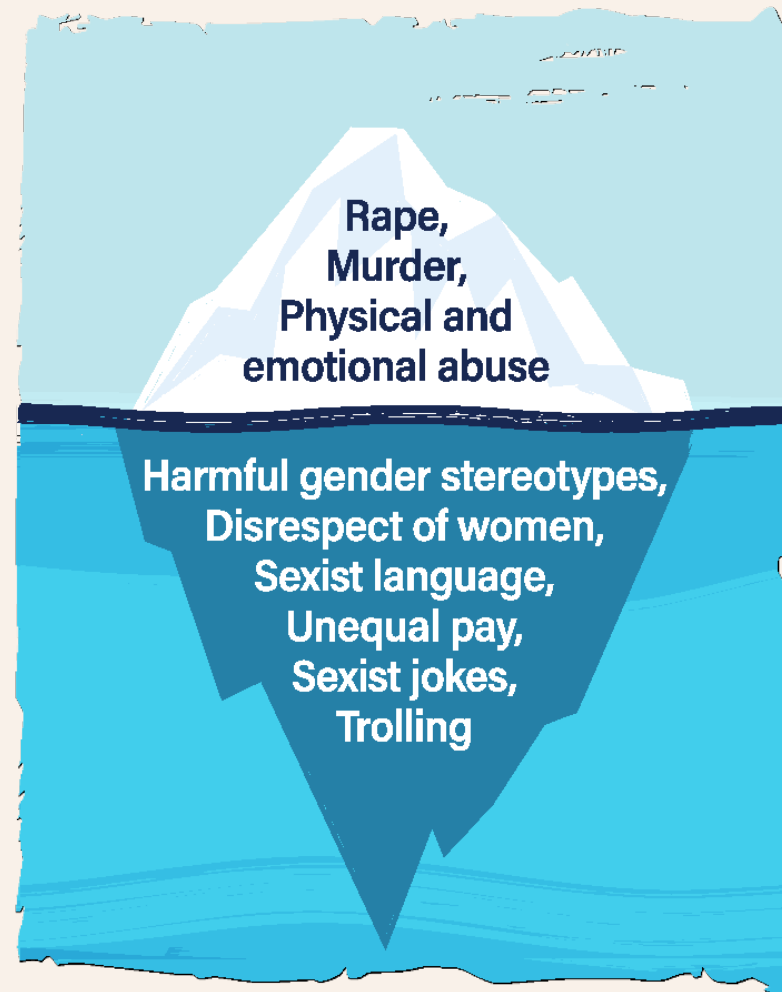 Rape,
Murder,
Physical and
emotional abuse
Harmful gender stereotypes,
Disrespect of women,
Sexist language,
Unequal pay,
Sexist jokes,
Trolling